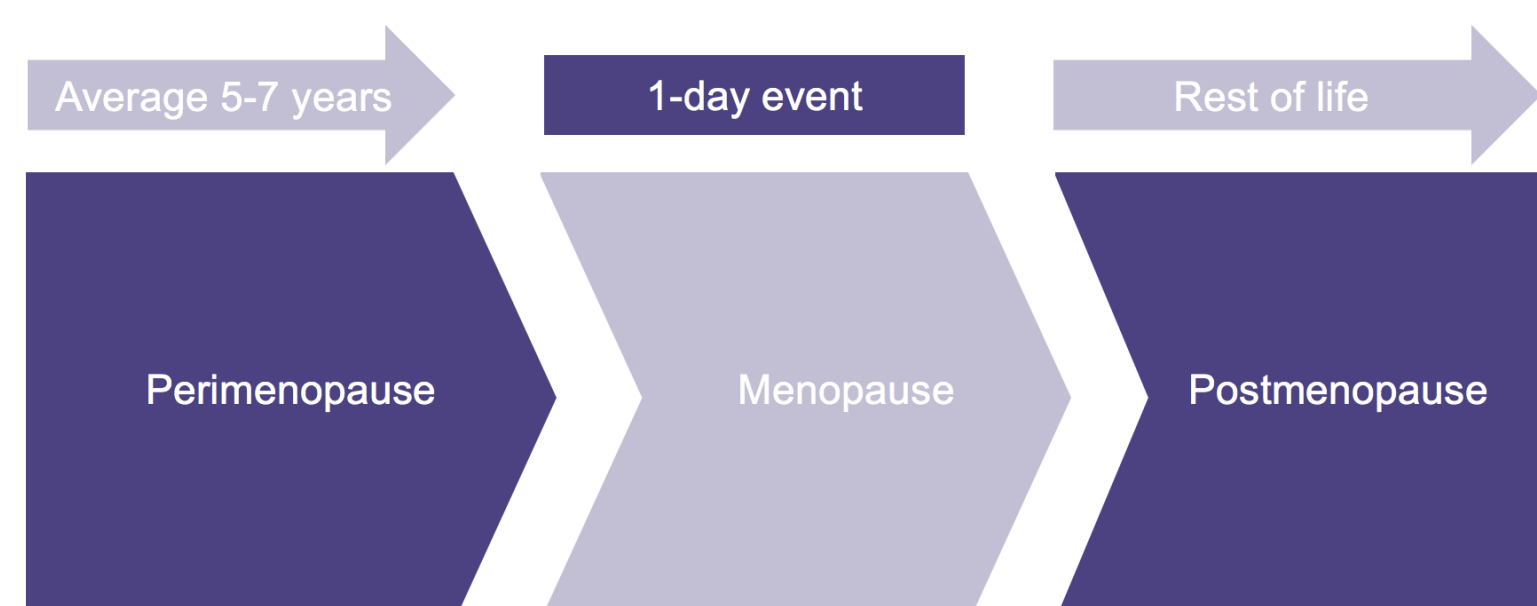 Average 5-7 years
1-day event
Rest of life
Perimenopause
Menopause
Postmenopause